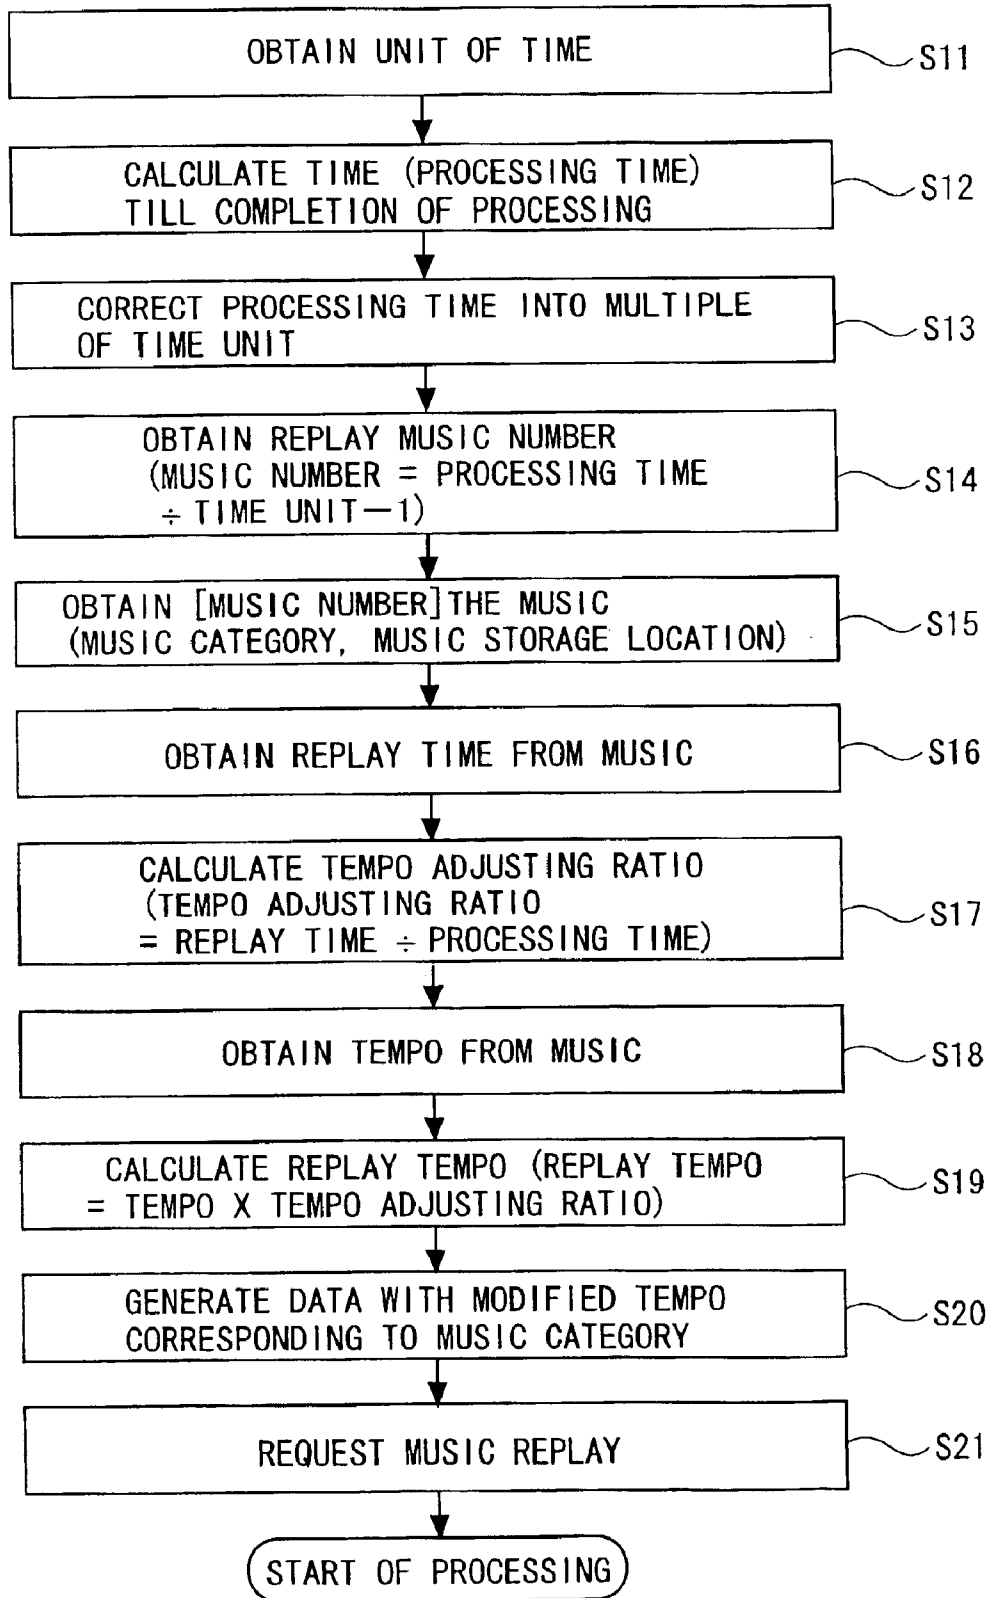 OBTAIN UNIT OF TIME
S11
CALCULATE TIME (PROCESSING TIME)
TILL COMPLETION OF PROCESSING
S12
CORRECT PROCESSING TIME INTO MULTIPLE
OF TIME UNIT
S13
OBTAIN REPLAY MUSIC NUMBER
(MUSIC NUMBER = PROCESSING TIME
÷ TIME UNIT−1)
S14
OBTAIN [MUSIC NUMBER]THE MUSIC
(MUSIC CATEGORY, MUSIC STORAGE LOCATION)
S15
OBTAIN REPLAY TIME FROM MUSIC
S16
CALCULATE TEMPO ADJUSTING RATIO
(TEMPO ADJUSTING RATIO
= REPLAY TIME ÷ PROCESSING TIME)
S17
OBTAIN TEMPO FROM MUSIC
S18
CALCULATE REPLAY TEMPO (REPLAY TEMPO
= TEMPO X TEMPO ADJUSTING RATIO)
S19
GENERATE DATA WITH MODIFIED TEMPO
CORRESPONDING TO MUSIC CATEGORY
S20
REQUEST MUSIC REPLAY
S21
START OF PROCESSING